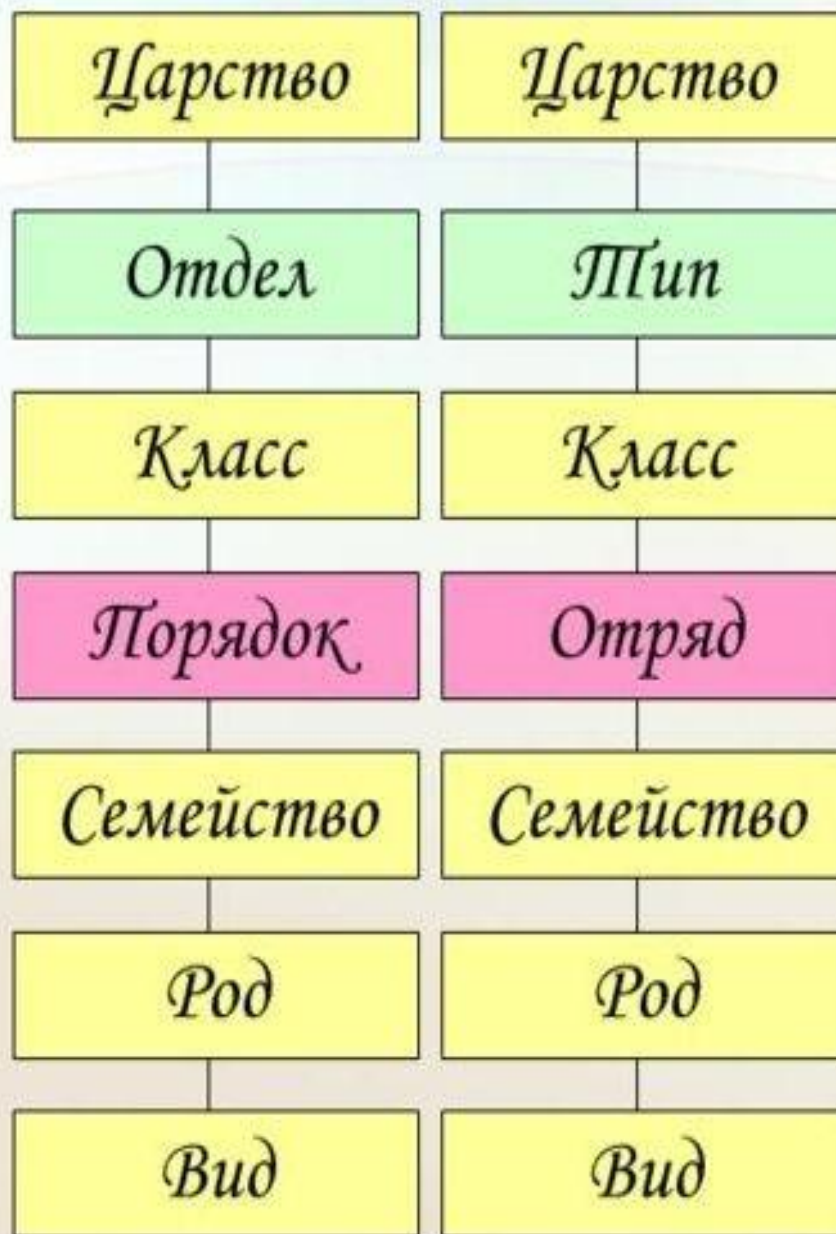 Царство
Царство
Отдел
Тип
Класс
Класс
Порядок
Отряд
Семейство
Семейство
Род
Род
Вид
Вид